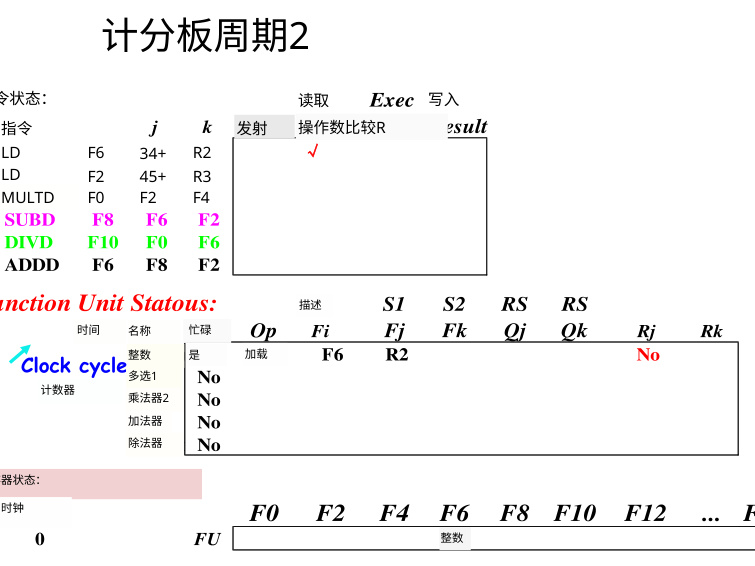 计分板周期2
令状态：
读取 Exec 写入
指令 j k 发射 操作数比较R esult
LD F6 34+ R2 √
LD F2 45+ R3
MULTD F0 F2 F4
SUBD F8 F6 F2
DIVD F10 F0 F6
ADDD F6 F8 F2
unction Unit Statous: 描述 S1 S2 RS RS
时间 名称 忙碌 Op Fi Fj Fk Qj Qk Rj Rk
整数 是 加载 F6 R2 No
Clock cycle
多选1 No
计数器
乘法器2 No
加法器 No
除法器 No
器状态：
时钟 F0 F2 F4 F6 F8 F10 F12 ... F
0 FU 整数